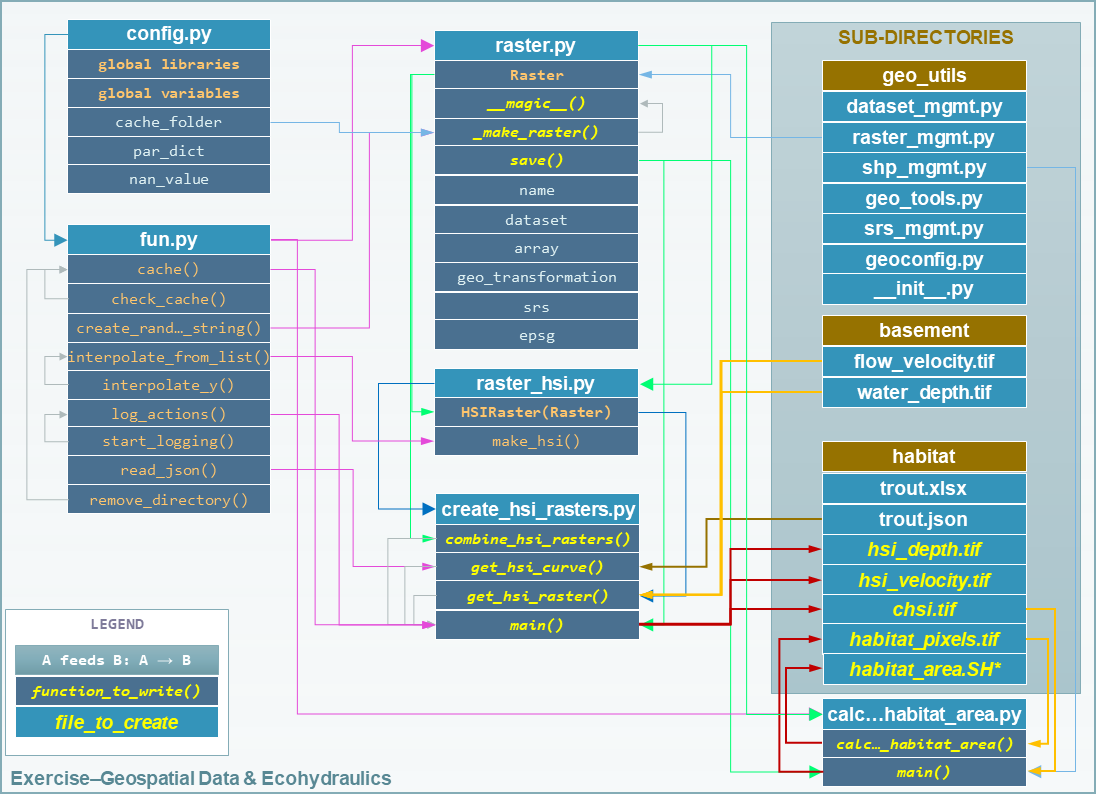 config.py
global libraries
global variables
cache_folder
par_dict
nan_value
fun.py
cache()
check_cache()
create_rand…_string()
interpolate_from_list()
interpolate_y()
log_actions()
start_logging()
read_json()
remove_directory()
LEGEND
A feeds B: A → B
function_to_write()
file_to_create
Exercise–Geospatial Data & Ecohydraulics
raster.py
Raster
__magic__()
_make_raster()
save()
name
dataset
array
geo_transformation
srs
epsg
raster_hsi.py
HSIRaster(Raster)
make_hsi()
create_hsi_rasters.py
combine_hsi_rasters()
get_hsi_curve()
get_hsi_raster()
main()
SUB-DIRECTORIES
geo_utils
dataset_mgmt.py
raster_mgmt.py
shp_mgmt.py
geo_tools.py
srs_mgmt.py
geoconfig.py
__init__.py
basement
flow_velocity.tif
water_depth.tif
habitat
trout.xlsx
trout.json
hsi_depth.tif
hsi_velocity.tif
chsi.tif
habitat_pixels.tif
habitat_area.SH*
calc…habitat_area.py
calc…_habitat_area()
main()